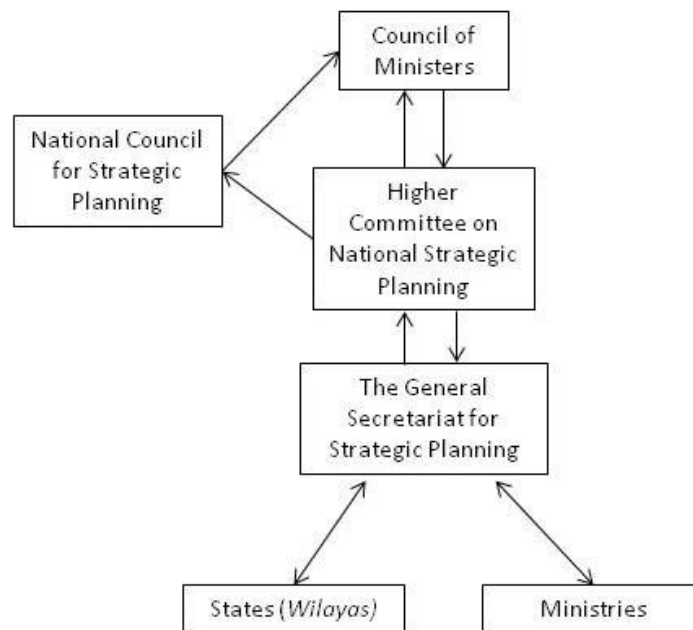 Council of
Ministers
National Council
for Strategic
Planning
Higher
Committee on
National Strategic
Planning
The General
Secretariat for
Strategic Planning
States (Wilayas)
Ministries